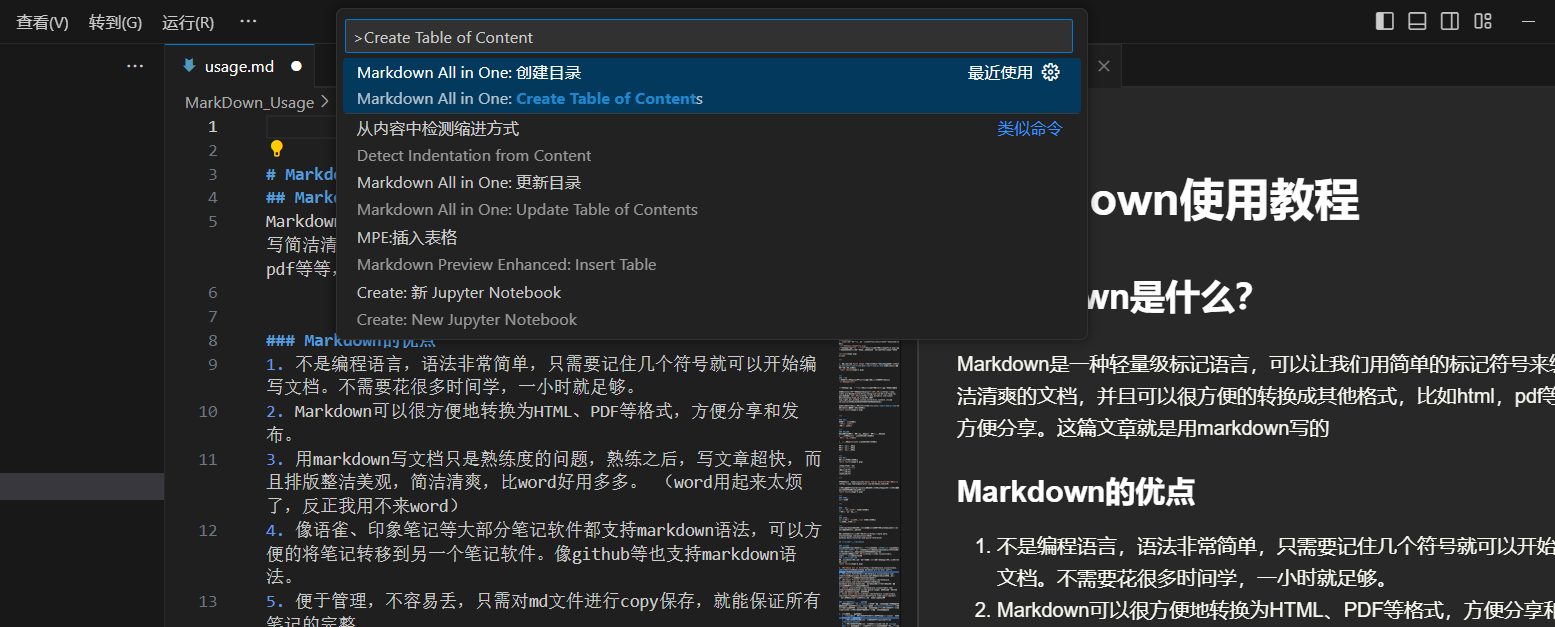 查看(V) 转到(G) 运行(R) ···
>Create Table of Content
···
usage.md
MarkDown_Usage
Markdown All in One: 创建目录 最近使用
Markdown All in One: Create Table of Contents
从内容中检测缩进方式 类似命令
Detect Indentation from Content
Markdown All in One: 更新目录
Markdown All in One: Update Table of Contents
MPE:插入表格
Markdown Preview Enhanced: Insert Table
Create: 新 Jupyter Notebook
Create: New Jupyter Notebook
1
2
3 # Markd
4 ## Mark
5 Markdown
写简洁清
pdf等等,
6
7
8 ### Markdown的优点
9 1. 不是编程语言，语法非常简单，只需要记住几个符号就可以开始编
写文档。不需要花很多时间学，一小时就足够。
10 2. Markdown可以很方便地转换为HTML、PDF等格式，方便分享和发
布。
11 3. 用markdown写文档只是熟练度的问题，熟练之后，写文章超快，而
且排版整洁美观，简洁清爽，比word好用多多。 （word用起来太烦
了，反正我用不来word）
12 4. 像语雀、印象笔记等大部分笔记软件都支持markdown语法，可以方
便的将笔记转移到另一个笔记软件。像github等也支持markdown语
法。
13 5. 便于管理，不容易丢，只需对md文件进行copy保存，就能保证所有
笔记的完整
own使用教程
wn是什么？
Markdown是一种轻量级标记语言，可以让我们用简单的标记符号来编
洁清爽的文档，并且可以很方便的转换成其他格式，比如html，pdf等
方便分享。这篇文章就是用markdown写的
Markdown的优点
1. 不是编程语言，语法非常简单，只需要记住几个符号就可以开始
文档。不需要花很多时间学，一小时就足够。
2. Markdown可以很方便地转换为HTML、PDF等格式，方便分享和